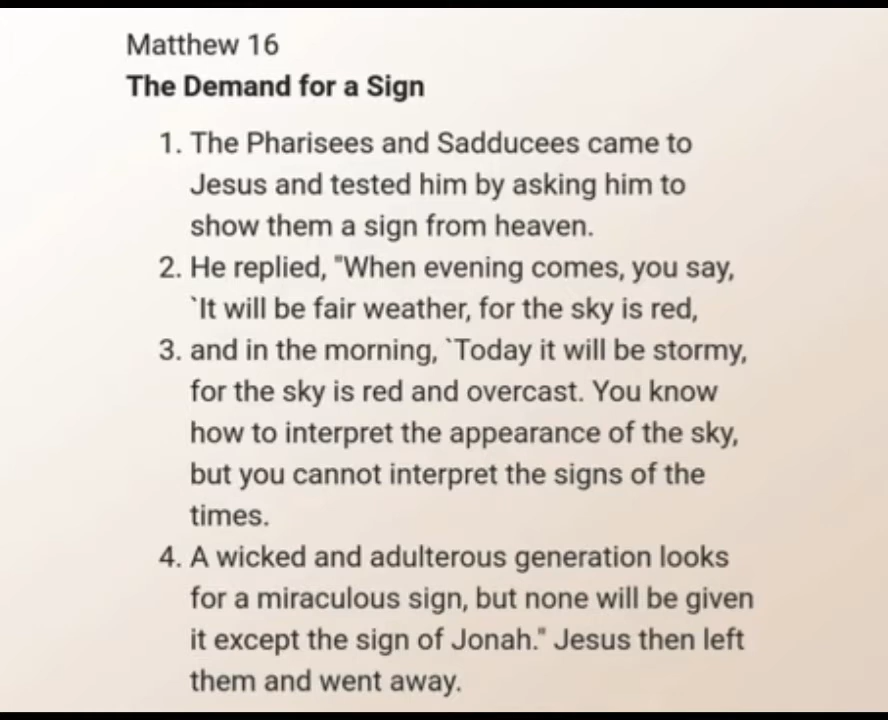 Matthew 16
The Demand for a Sign
1. The Pharisees and Sadducees came to
Jesus and tested him by asking him to
show them a sign from heaven.
2. He replied, "When evening comes, you say,
`It will be fair weather, for the sky is red,
3. and in the morning, `Today it will be stormy,
for the sky is red and overcast. You know
how to interpret the appearance of the sky,
but you cannot interpret the signs of the
times.
4. A wicked and adulterous generation looks
for a miraculous sign, but none will be given
it except the sign of Jonah." Jesus then left
them and went away.